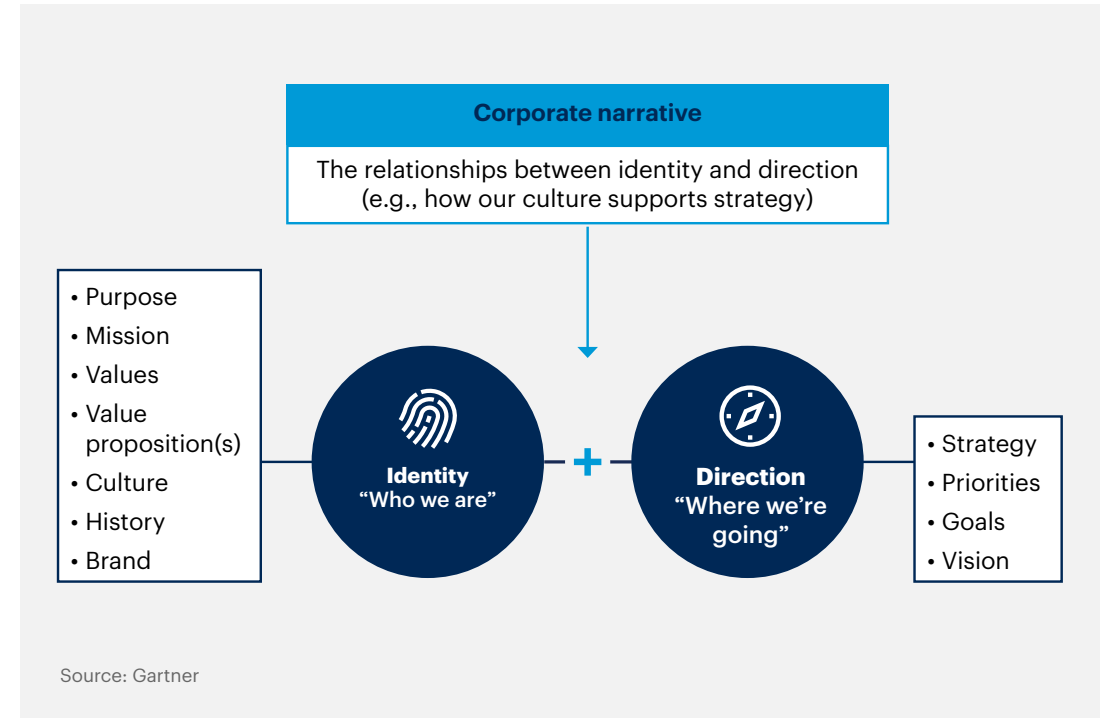 Corporate narrative
The relationships between identity and direction
(e.g., how our culture supports strategy)
• Purpose
• Mission
• Values
• Value
proposition(s)
• Culture
• History
• Brand
Identity
“Who we are”
+
Direction
“Where we’re
going”
• Strategy
• Priorities
• Goals
• Vision
Source: Gartner